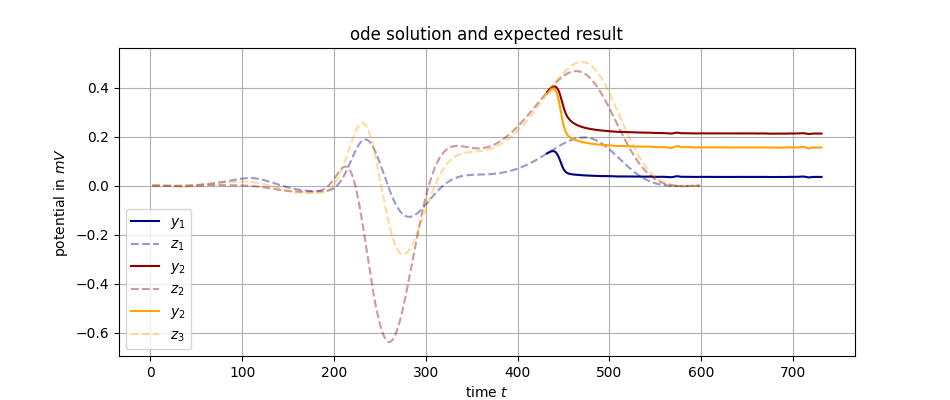 ode solution and expected result
potential in mV
0.4
0.2
0.0
−0.2
−0.4
−0.6
y₁
z₁
y₂
z₂
y₂
z₃
0 100 200 300 400 500 600 700
time t